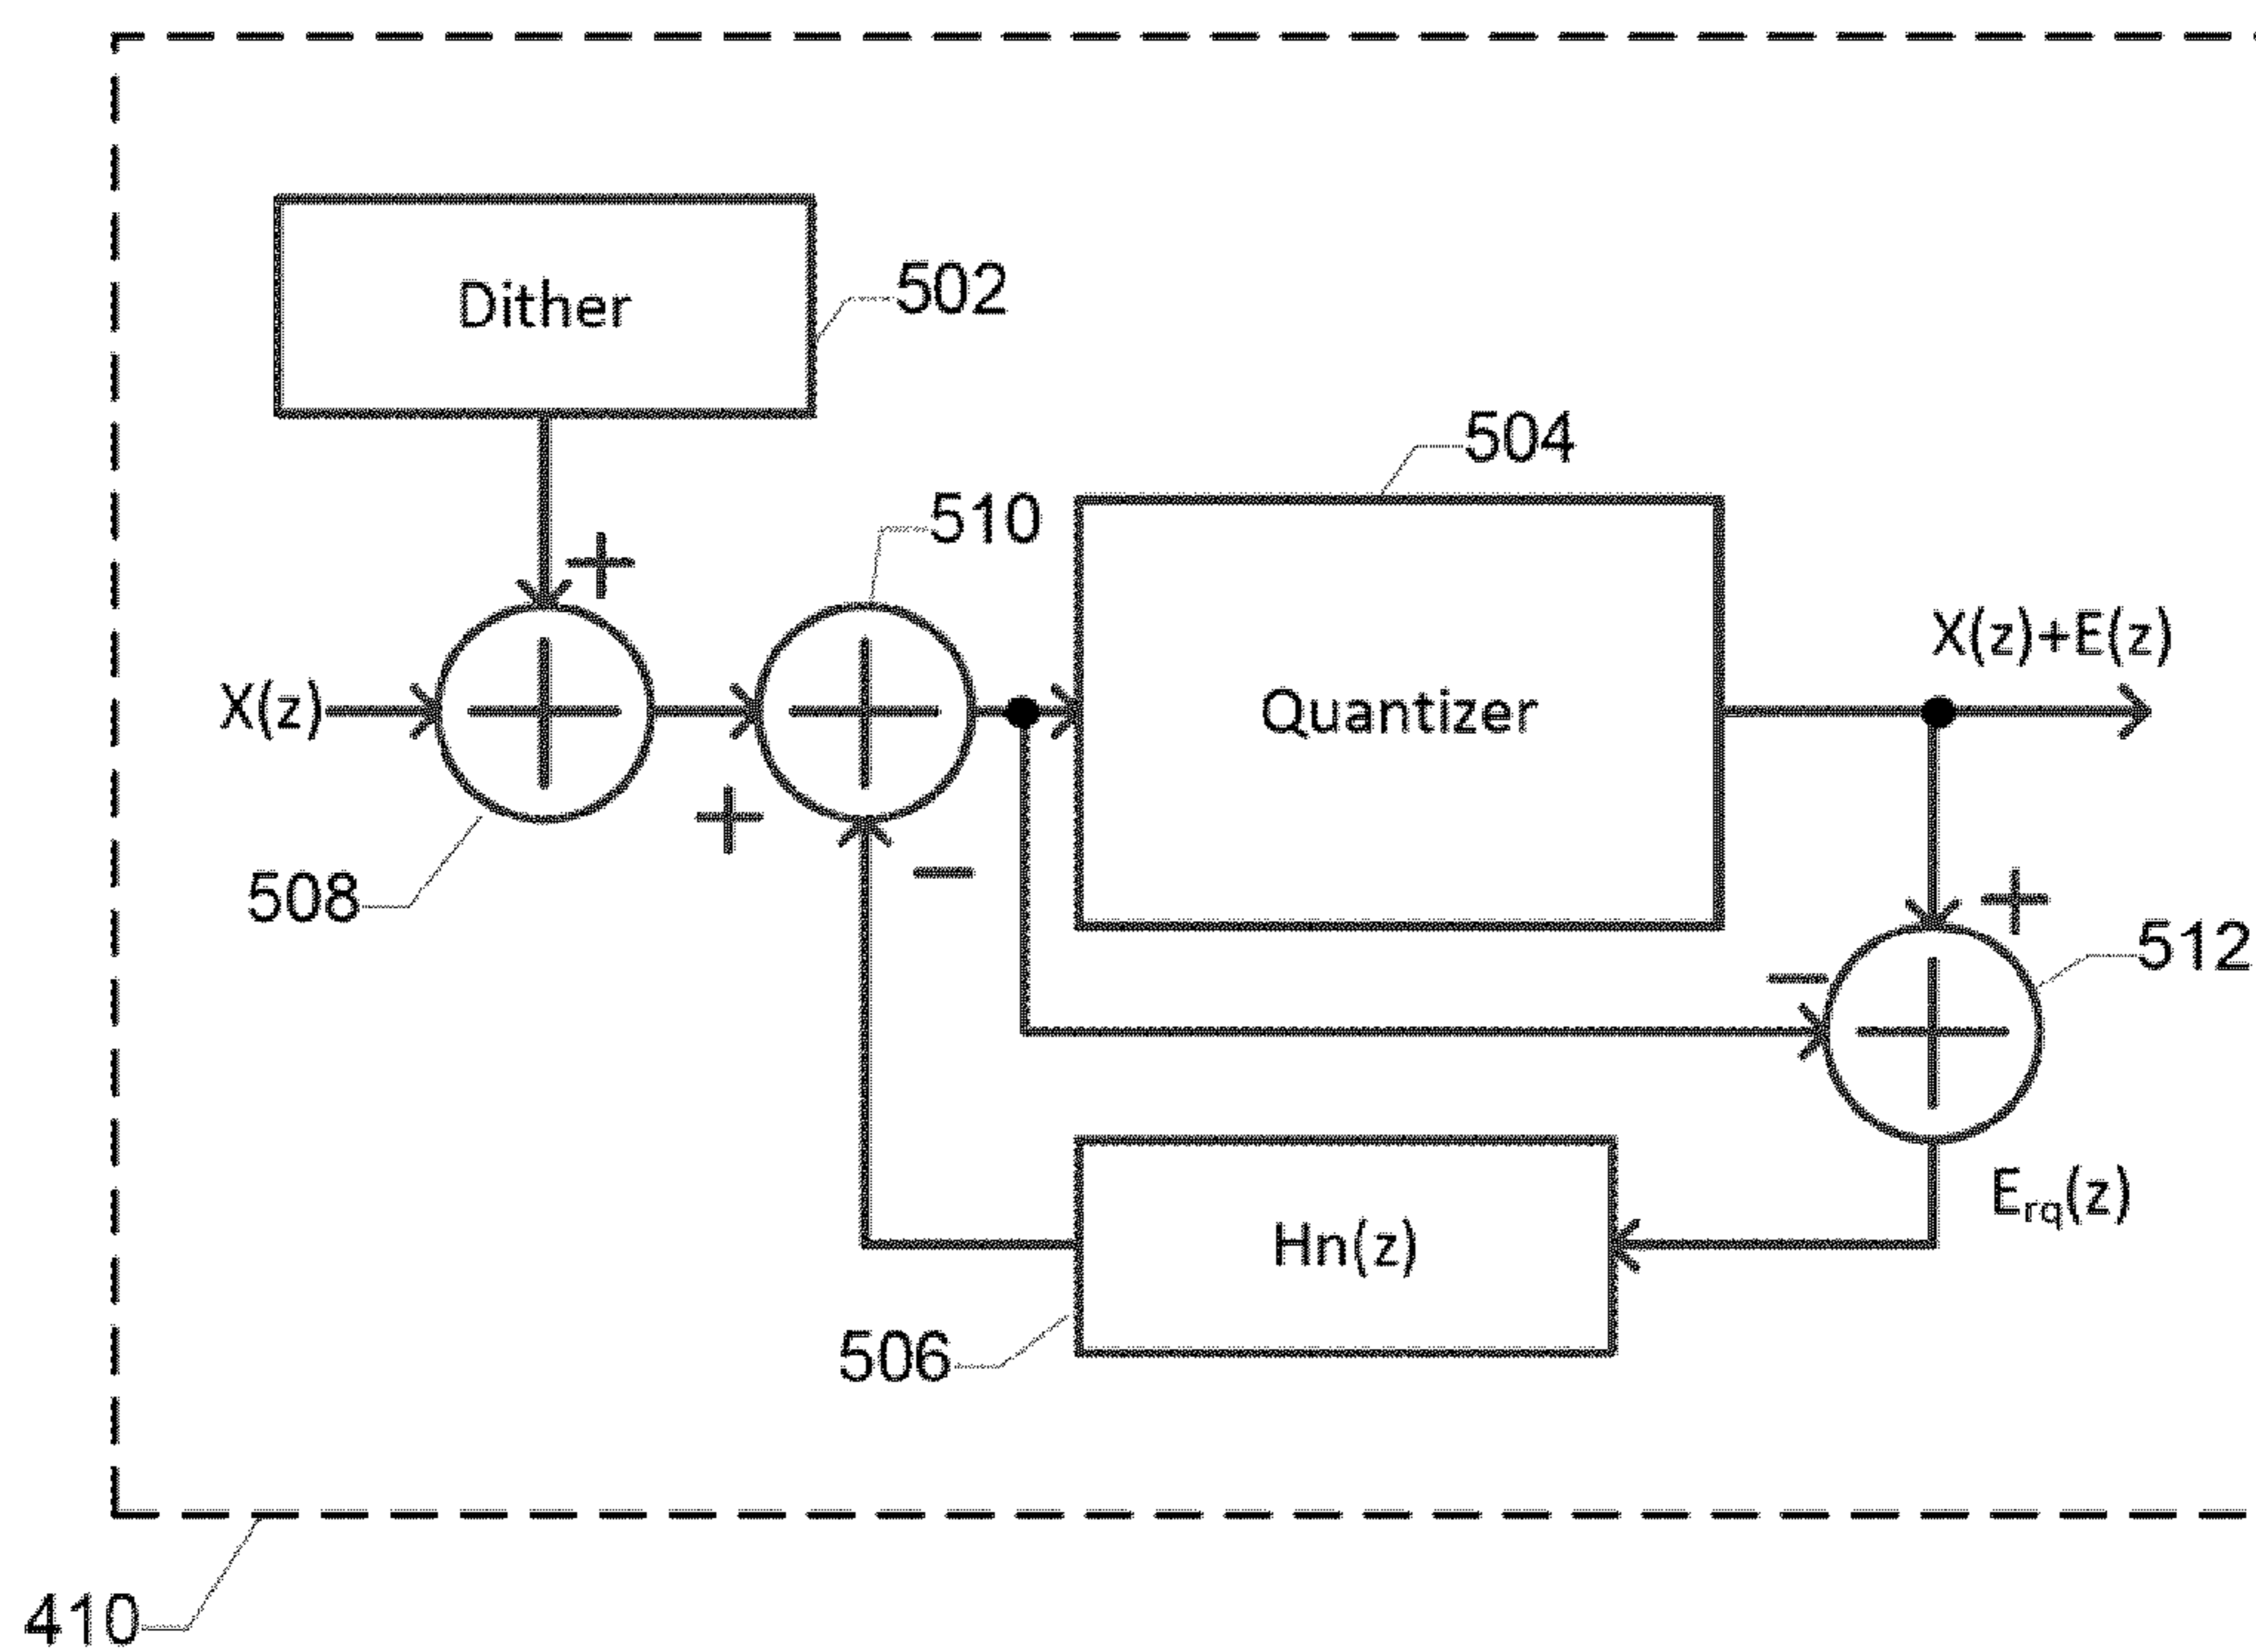 Dither
502
504
510
+
X(z)
Quantizer
X(z)+E(z)
+
−
508
+
512
−
Erq(z)
Hn(z)
506
410